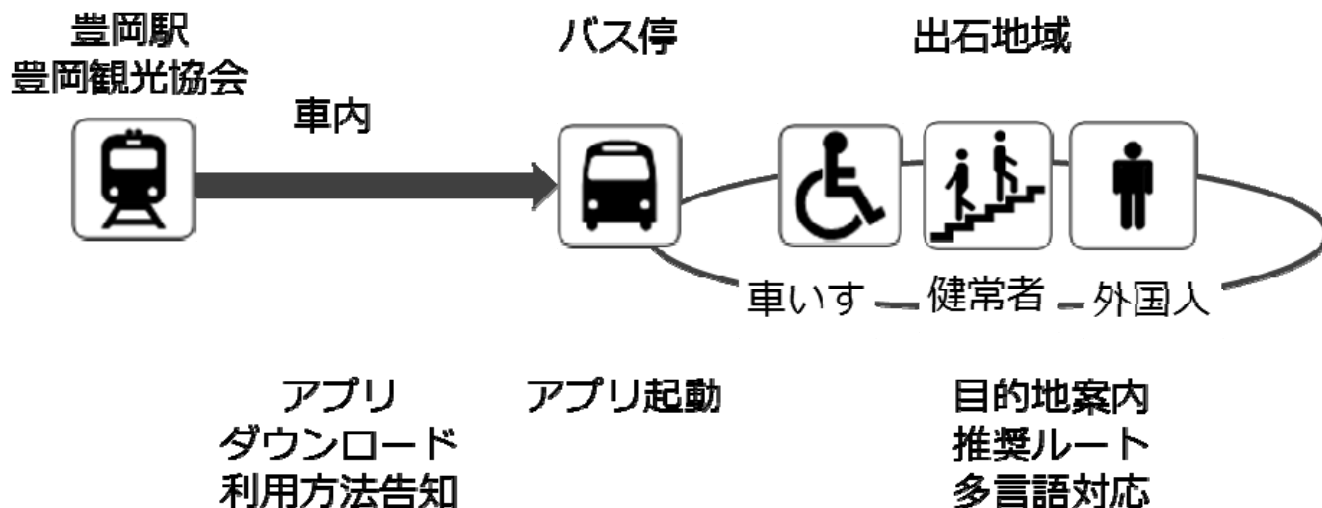 豊岡駅
豊岡観光協会
車内
バス停
出石地域
車いす
健常者
外国人
アプリ
ダウンロード
利用方法告知
アプリ起動
目的地案内
推奨ルート
多言語対応